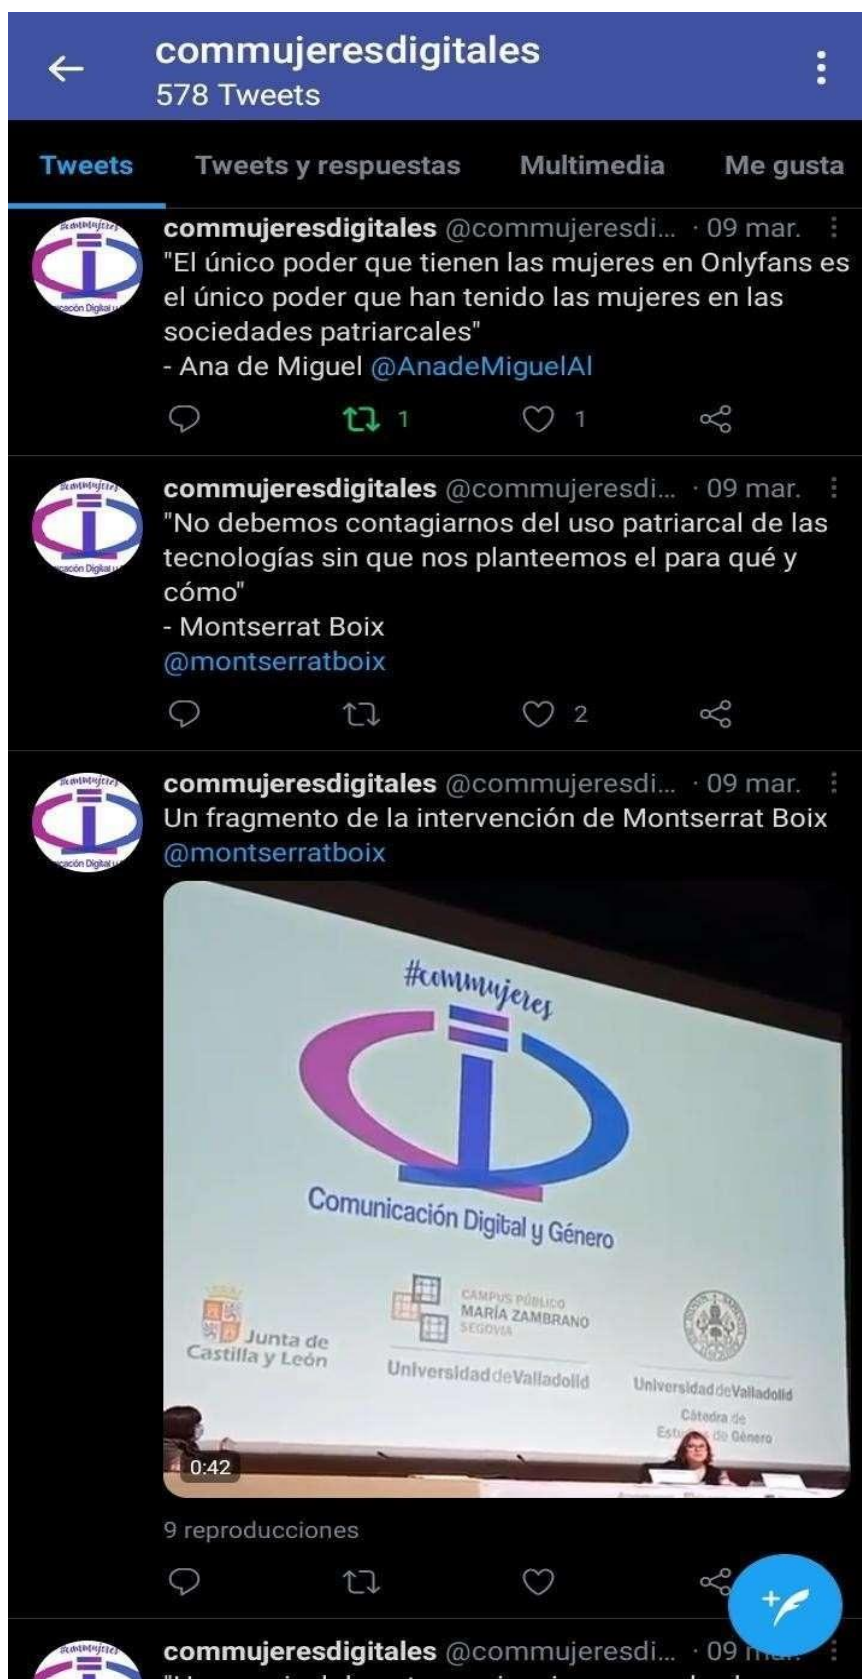 commujeresdigitales
578 Tweets
Tweets Tweets y respuestas Multimedia Me gusta
#commujeres
commujeresdigitales @commujeresdi... · 09 mar.
"El único poder que tienen las mujeres en Onlyfans es
el único poder que han tenido las mujeres en las
sociedades patriarcales"
- Ana de Miguel @AnadeMiguelAl
1 1
commujeresdigitales @commujeresdi... · 09 mar.
"No debemos contagiarnos del uso patriarcal de las
tecnologías sin que nos planteemos el para qué y
cómo"
- Montserrat Boix
@montserratboix
2
commujeresdigitales @commujeresdi... · 09 mar.
Un fragmento de la intervención de Montserrat Boix
@montserratboix
#commujeres
Comunicación Digital y Género
Junta de
Castilla y León
CAMPUS PÚBLICO
MARÍA ZAMBRANO
SEGOVIA
Universidad de Valladolid
Universidad de Valladolid
Cátedra de
Estudios de Género
0:42
9 reproducciones
commujeresdigitales @commujeresdi... · 09